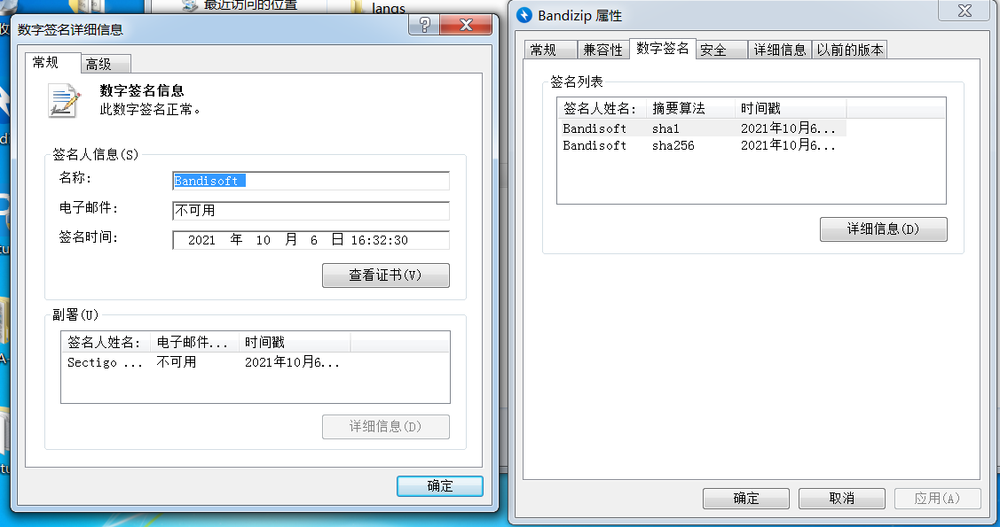 最近访问的位置
langs
数字签名详细信息
常规
高级
数字签名信息
此数字签名正常。
签名人信息(S)
名称:
Bandisoft
电子邮件:
不可用
签名时间:
2021 年 10 月 6 日 16:32:30
查看证书(V)
副署(U)
签名人姓名: 电子邮件... 时间戳
Sectigo ... 不可用 2021年10月6...
详细信息(D)
确定
Bandizip 属性
常规 兼容性 数字签名 安全 详细信息 以前的版本
签名列表
签名人姓名: 摘要算法 时间戳
Bandisoft sha1 2021年10月6...
Bandisoft sha256 2021年10月6...
详细信息(D)
确定 取消 应用(A)